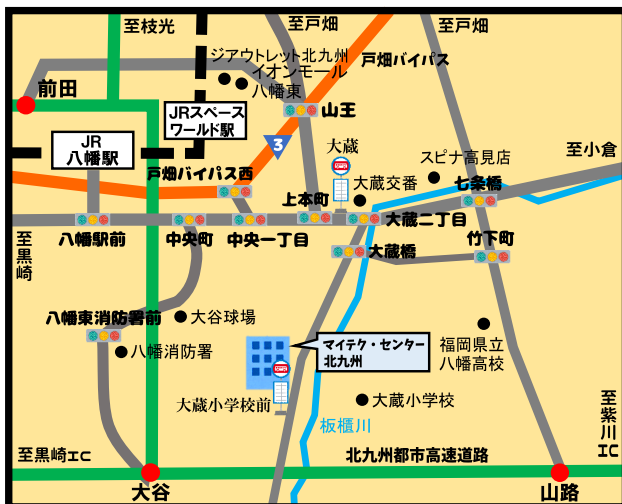 至枝光
至戸畑
至戸畑
ジアウトレット北九州
イオンモール
八幡東
戸畑バイパス
前田
JRスペース
ワールド駅
山王
JR
八幡駅
3
大蔵
スピナ高見店
至小倉
戸畑バイパス西
大蔵交番
七条橋
上本町
八幡駅前
中央町
中央一丁目
大蔵二丁目
竹下町
至黒崎
大蔵橋
八幡東消防署前
大谷球場
八幡消防署
マイテク・センター
北九州
福岡県立
八幡高校
大蔵小学校前
大蔵小学校
板櫃川
至紫川IC
至黒崎IC
北九州都市高速道路
大谷
山路